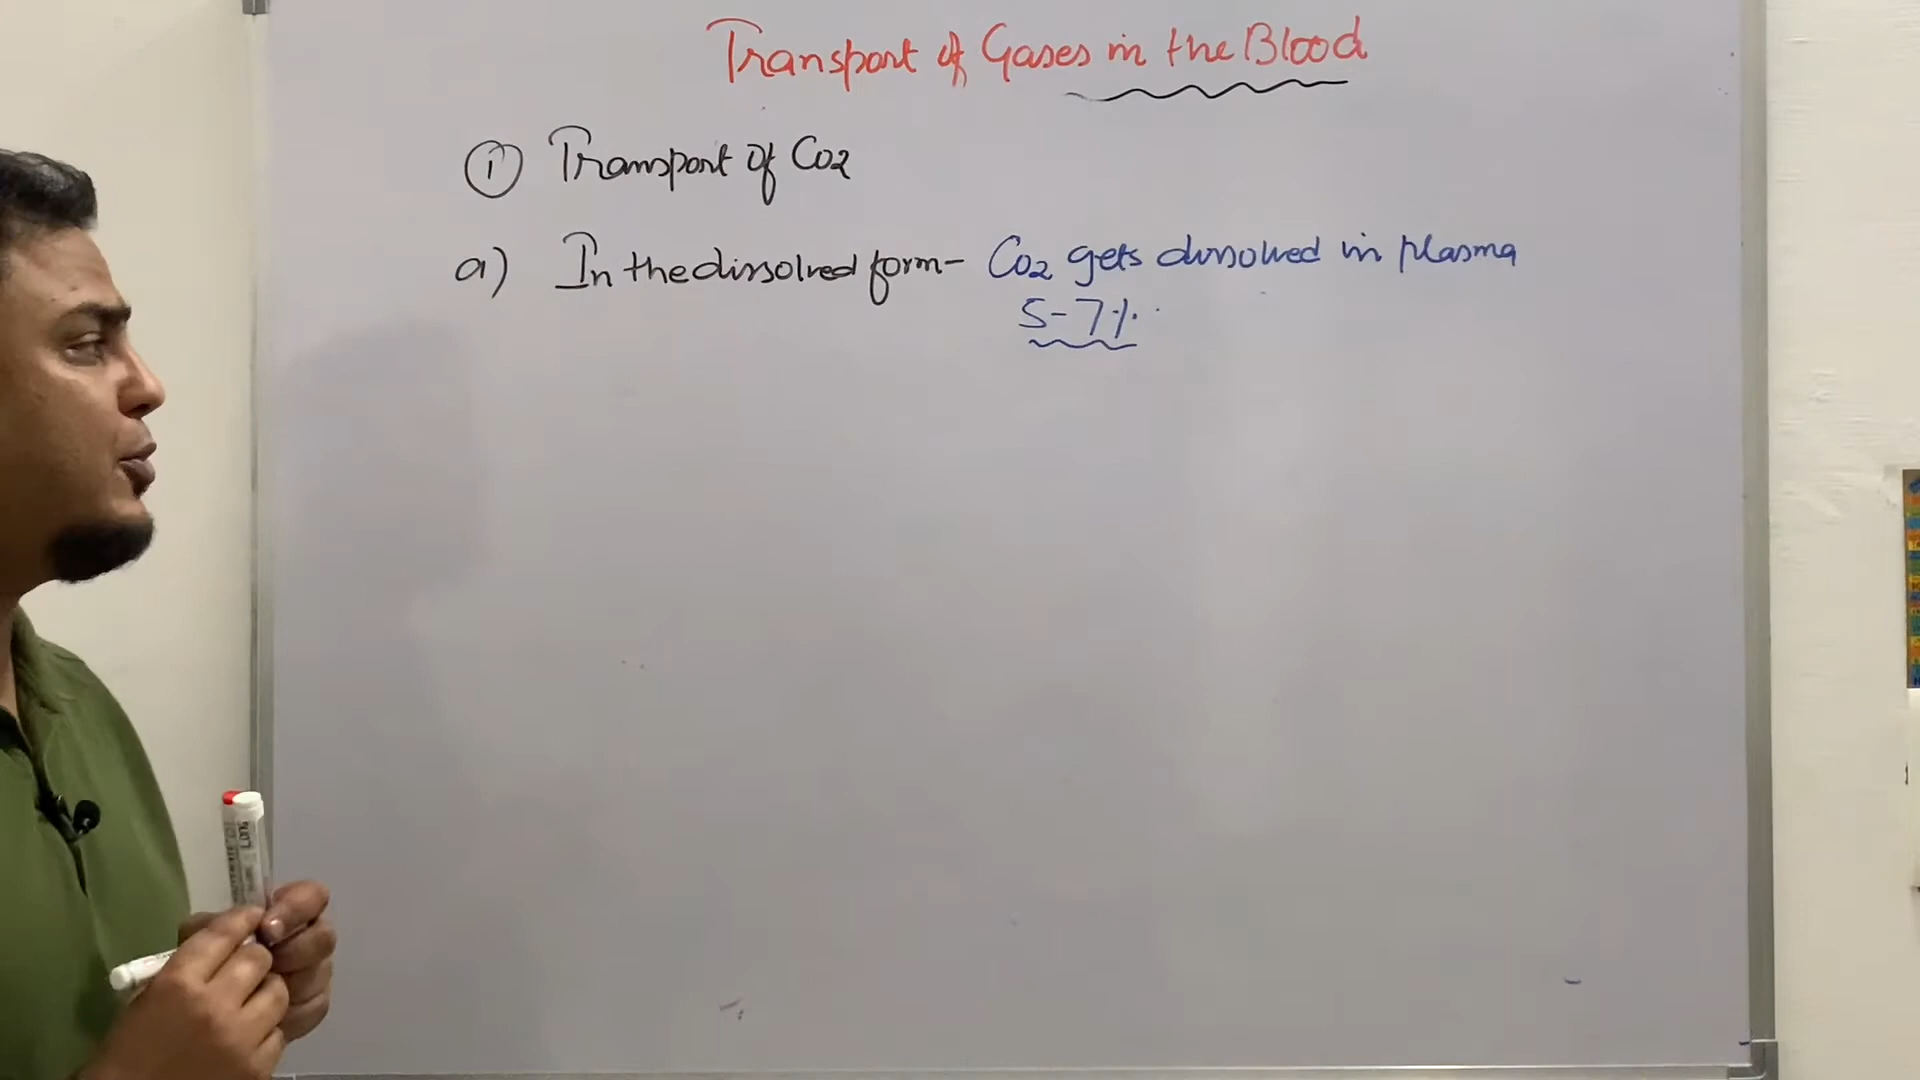 Transport of Gases in the Blood
① Transport of Co2
a) In the dissolved form - Co2 gets dissolved in plasma
5-7%